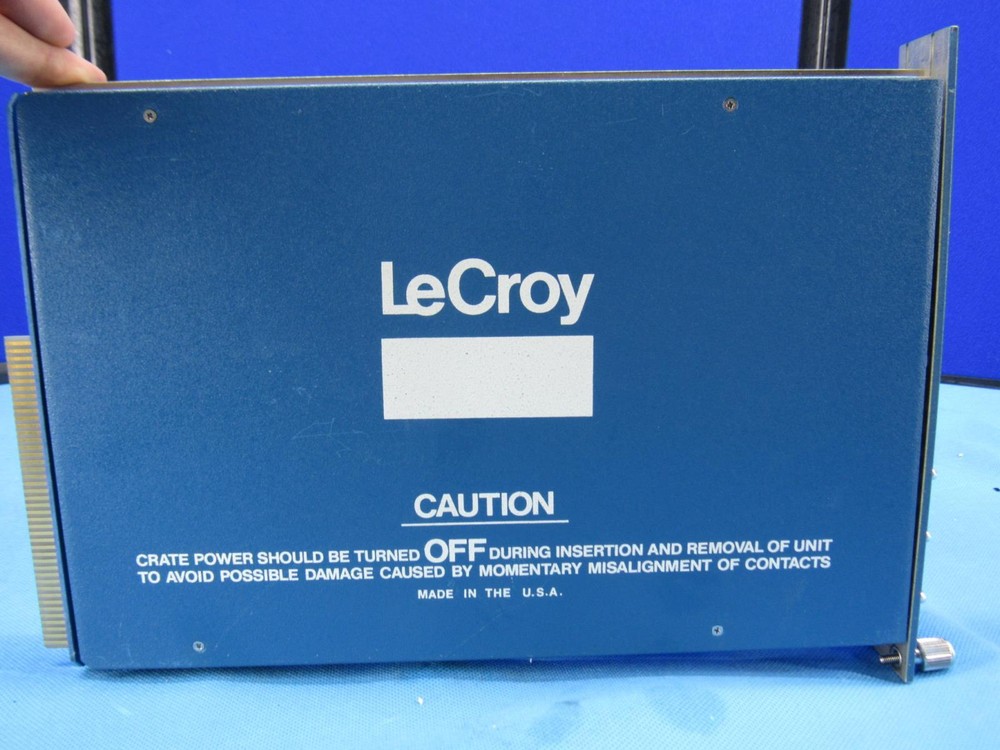 LeCroy
CAUTION
CRATE POWER SHOULD BE TURNED OFF DURING INSERTION AND REMOVAL OF UNIT
TO AVOID POSSIBLE DAMAGE CAUSED BY MOMENTARY MISALIGNMENT OF CONTACTS
MADE IN THE U.S.A.